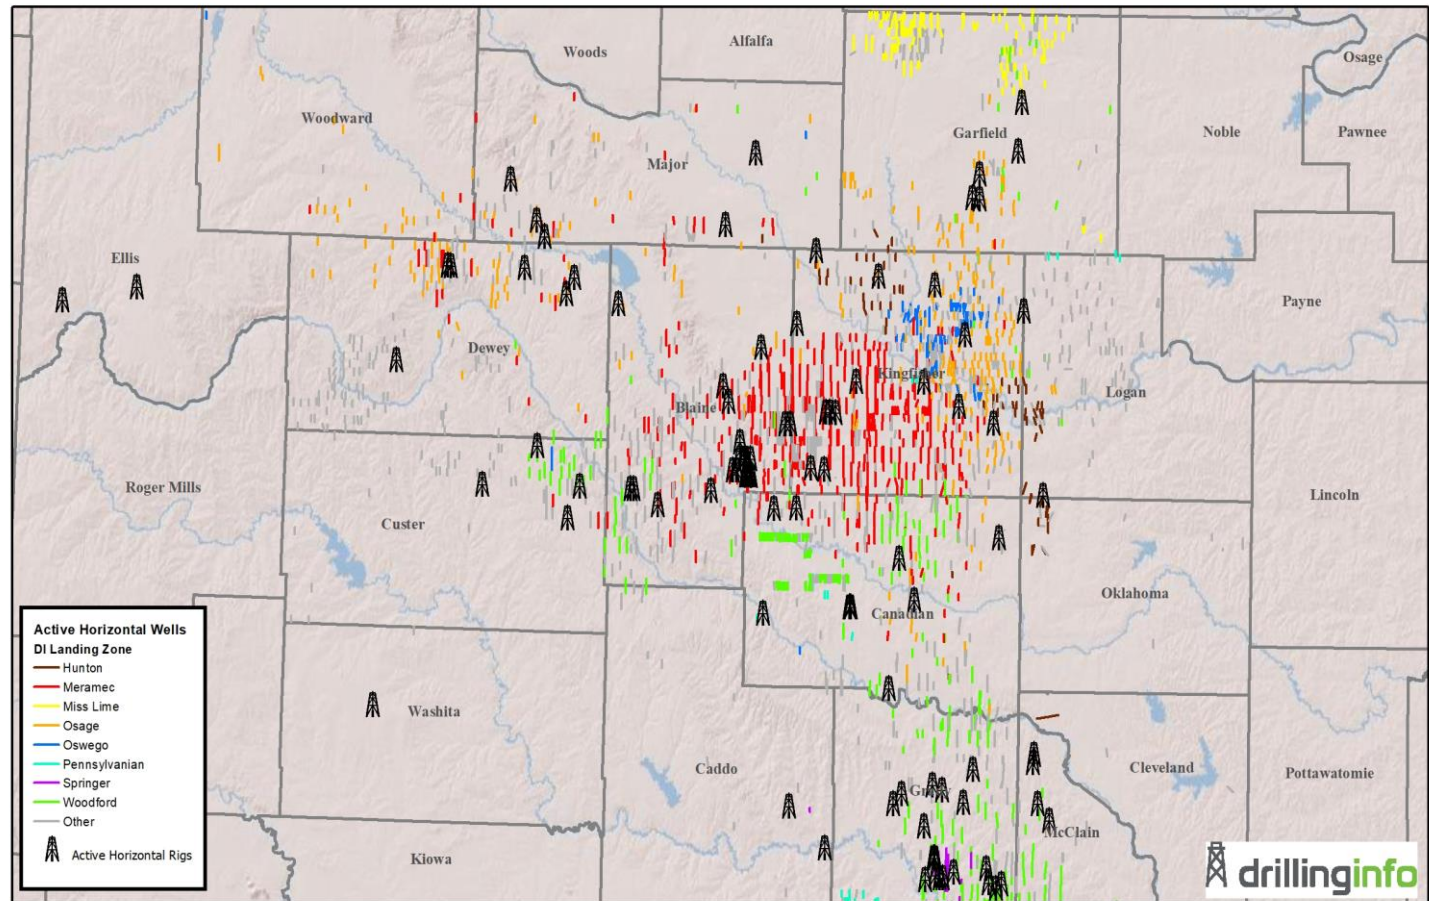 Woods
Alfalfa
Osage
Woodward
Garfield
Noble
Pawnee
Major
Ellis
Payne
Dewey
Kingfisher
Logan
Blaine
Roger Mills
Lincoln
Custer
Oklahoma
Canadian
Washita
Caddo
Cleveland
Pottawatomie
Grady
McClain
Kiowa
Active Horizontal Wells
DI Landing Zone
Hunton
Meramec
Miss Lime
Osage
Oswego
Pennsylvanian
Springer
Woodford
Other
Active Horizontal Rigs
drillinginfo